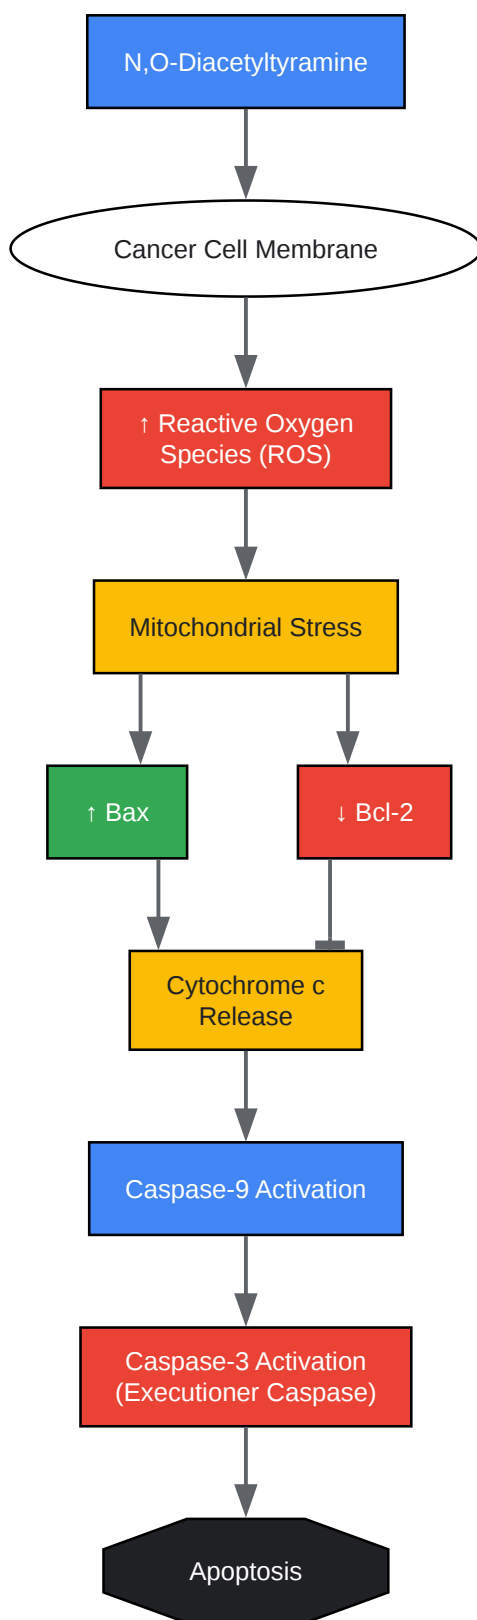 N,O-Diacetyltyramine
Cancer Cell Membrane
↑ Reactive Oxygen
Species (ROS)
Mitochondrial Stress
↑ Bax
↓ Bcl-2
Cytochrome c
Release
Caspase-9 Activation
Caspase-3 Activation
(Executioner Caspase)
Apoptosis